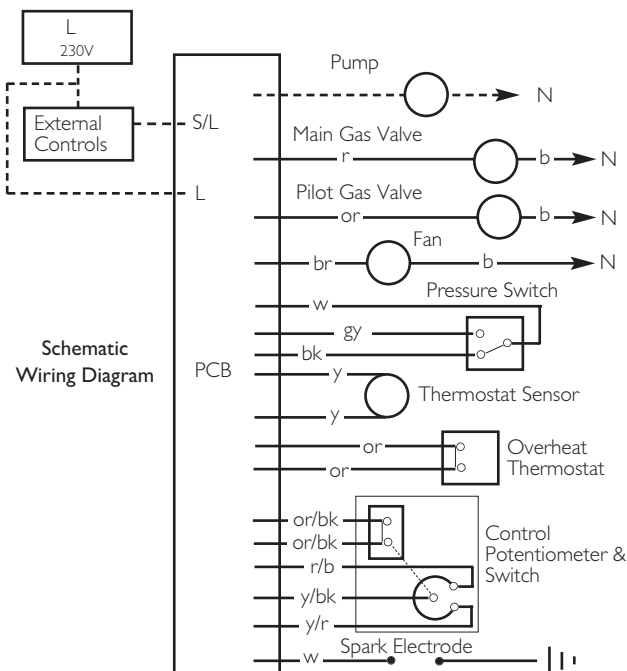 L
230V
External
Controls
S/L
L
Schematic
Wiring Diagram
PCB
Pump
N
Main Gas Valve
r
b
N
Pilot Gas Valve
or
b
N
Fan
br
b
N
Pressure Switch
w
gy
bk
y
Thermostat Sensor
y
or
or
Overheat
Thermostat
or/bk
or/bk
r/b
y/bk
y/r
Control
Potentiometer &
Switch
Spark Electrode
w